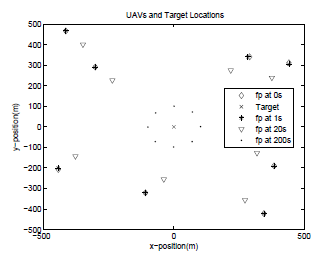 UAVs and Target Locations
500
400
300
200
100
0
−100
−200
−300
−400
−500
−500
0
500
y−position(m)
x−position(m)
fp at 0s
Target
fp at 1s
fp at 20s
fp at 200s